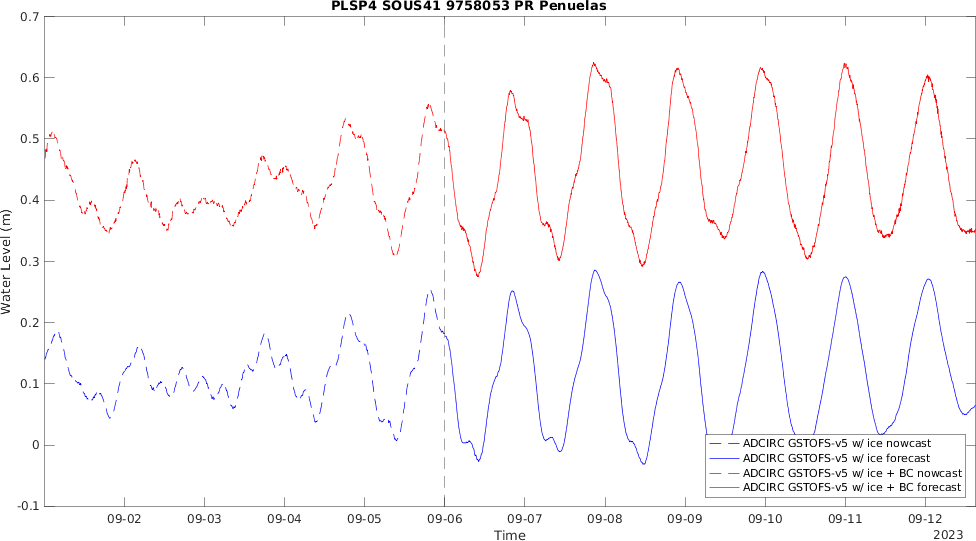 PLSP4 SOUS41 9758053 PR Penuelas
0.7
0.6
0.5
0.4
0.3
0.2
0.1
0
-0.1
Water Level (m)
ADCIRC GSTOFS-v5 w/ ice nowcast
ADCIRC GSTOFS-v5 w/ ice forecast
ADCIRC GSTOFS-v5 w/ ice + BC nowcast
ADCIRC GSTOFS-v5 w/ ice + BC forecast
09-02 09-03 09-04 09-05 09-06 09-07 09-08 09-09 09-10 09-11 09-12
Time
2023